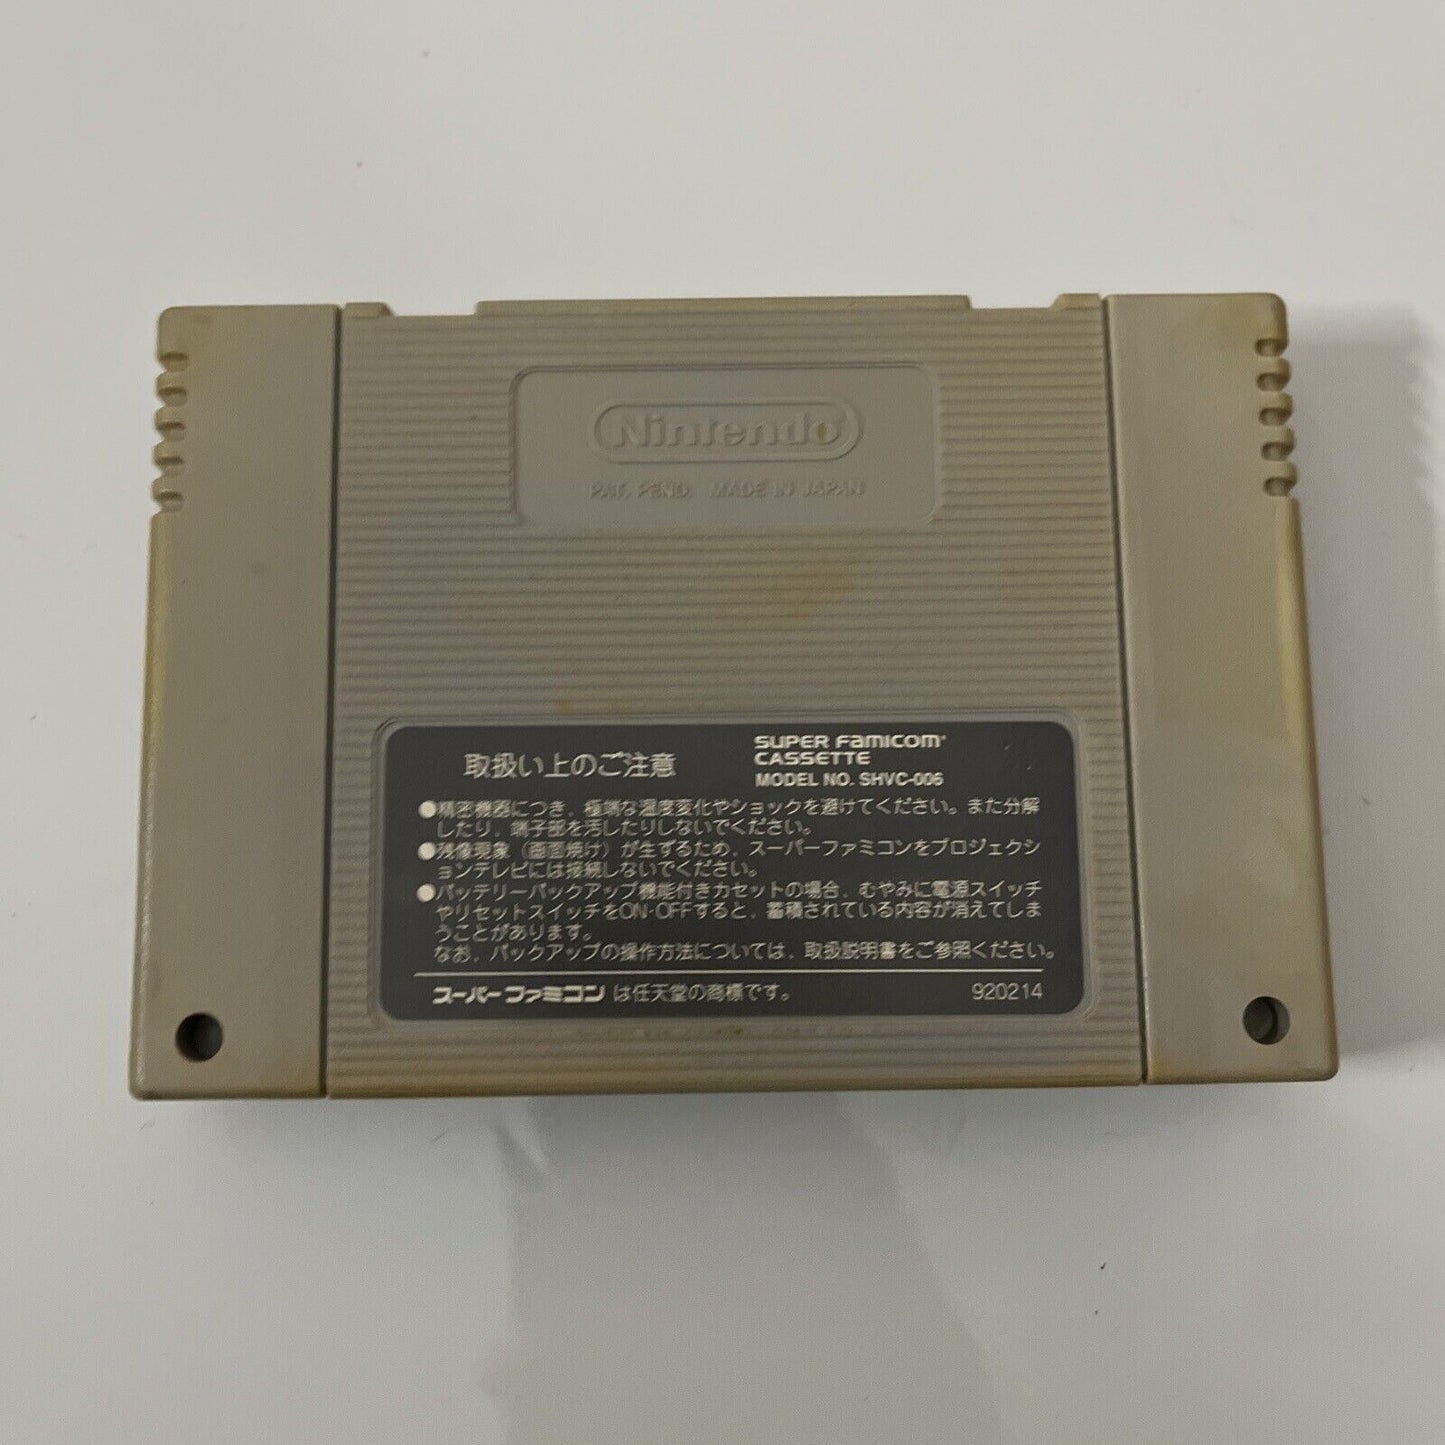 Nintendo®
PAT. PEND. MADE IN JAPAN
取扱い上のご注意
SUPER FAMICOM®
CASSETTE
MODEL NO. SHVC-006
●精密機器につき、極端な温度変化やショックを避けてください。また分解
したり、端子部を汚したりしないでください。
●残像現象（画面焼け）が生ずるため、スーパーファミコンをプロジェクシ
ョンテレビには接続しないでください。
●バッテリーバックアップ機能付きカセットの場合、むやみに電源スイッチ
やリセットスイッチをON・OFFすると、蓄積されている内容が消えてしま
うことがあります。
なお、バックアップの操作方法については、取扱説明書をご参照ください。
スーパーファミコン は任天堂の商標です。
920214